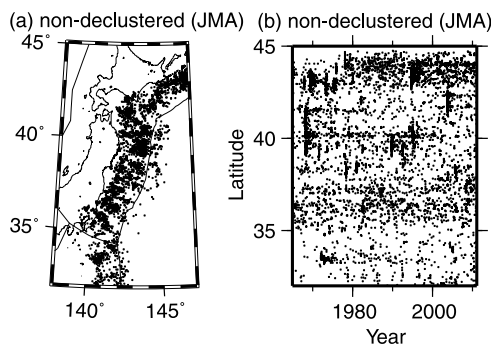 (a) non-declustered (JMA)
45°
40°
35°
140°
145°
(b) non-declustered (JMA)
45
40
35
Latitude
1980
2000
Year